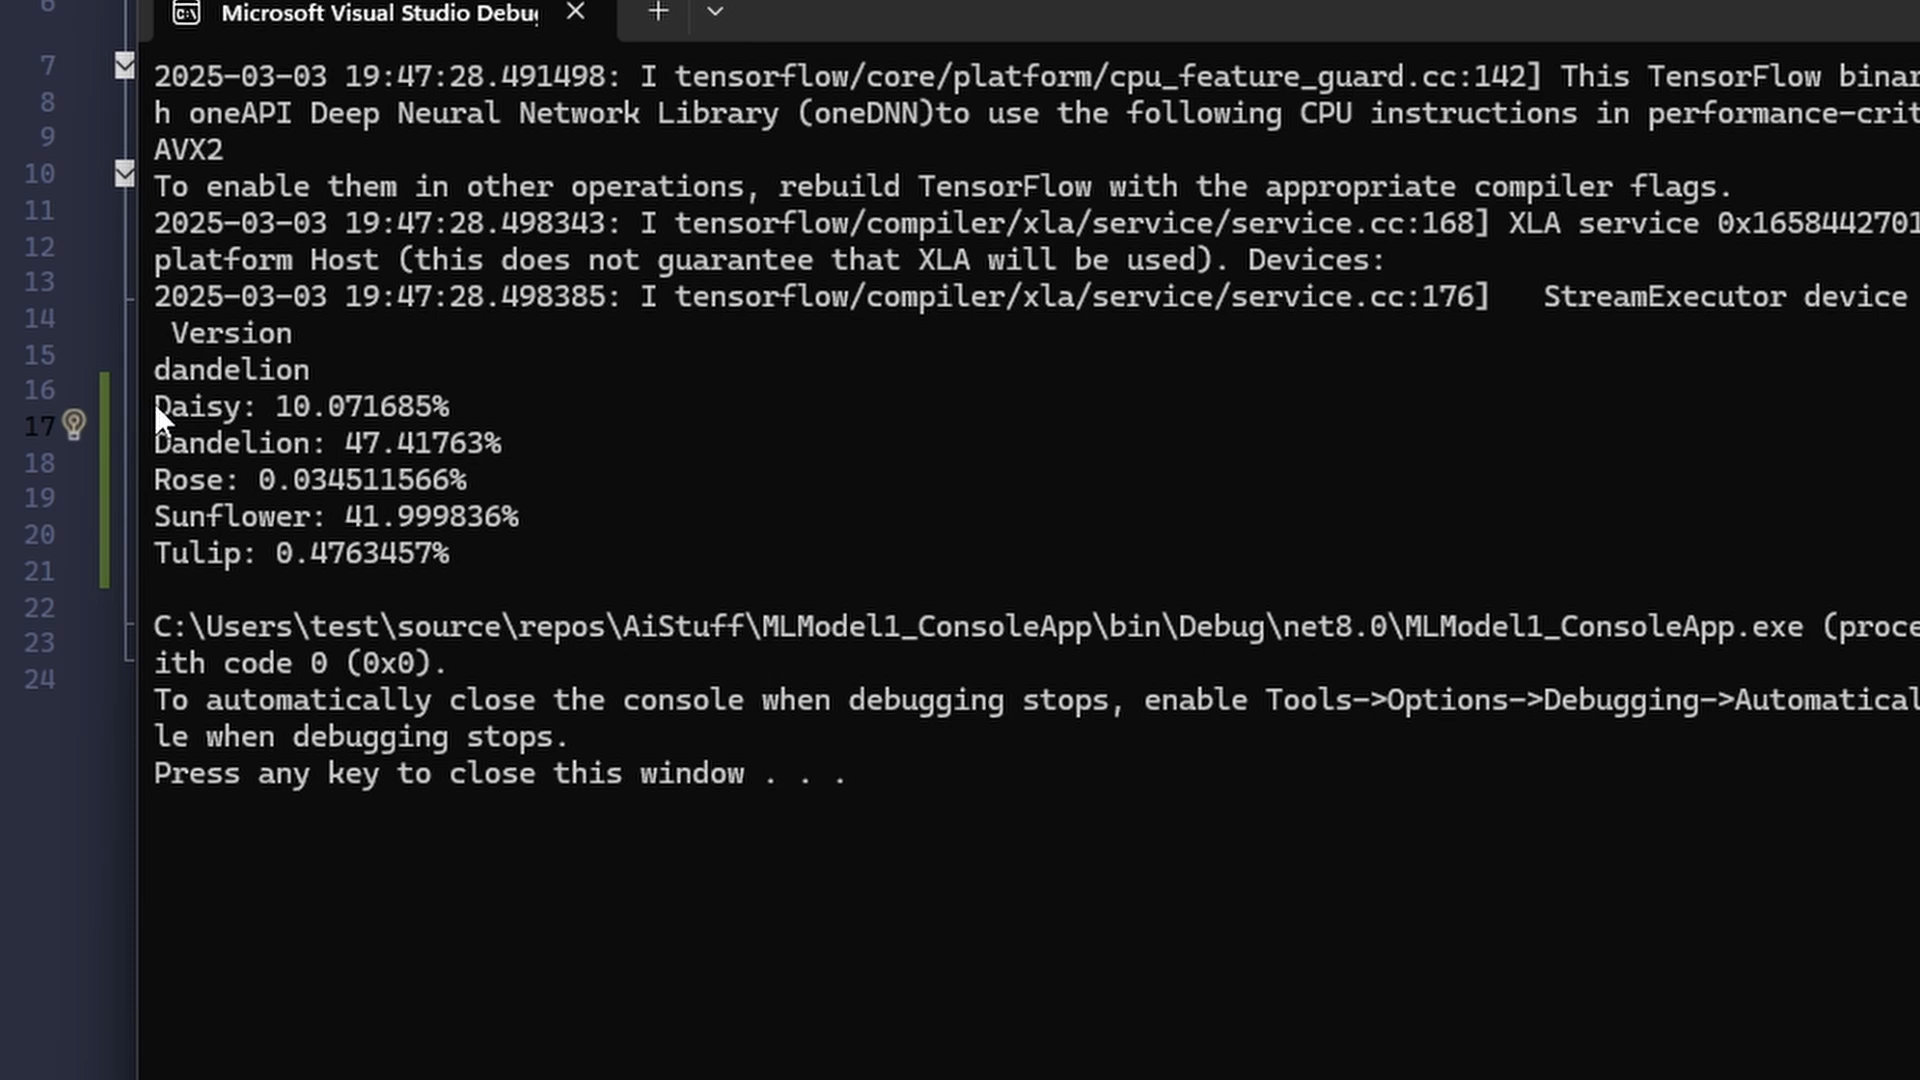 Microsoft Visual Studio Debu
6
7
8
9
10
11
12
13
14
15
16
17
18
19
20
21
22
23
24
2025-03-03 19:47:28.491498: I tensorflow/core/platform/cpu_feature_guard.cc:142] This TensorFlow binar
h oneAPI Deep Neural Network Library (oneDNN)to use the following CPU instructions in performance-crit
AVX2
To enable them in other operations, rebuild TensorFlow with the appropriate compiler flags.
2025-03-03 19:47:28.498343: I tensorflow/compiler/xla/service/service.cc:168] XLA service 0x1658442701
platform Host (this does not guarantee that XLA will be used). Devices:
2025-03-03 19:47:28.498385: I tensorflow/compiler/xla/service/service.cc:176]   StreamExecutor device
Version
dandelion
Daisy: 10.071685%
Dandelion: 47.41763%
Rose: 0.034511566%
Sunflower: 41.999836%
Tulip: 0.4763457%
C:\Users\test\source\repos\AiStuff\MLModel1_ConsoleApp\bin\Debug\net8.0\MLModel1_ConsoleApp.exe (proce
ith code 0 (0x0).
To automatically close the console when debugging stops, enable Tools->Options->Debugging->Automatical
le when debugging stops.
Press any key to close this window . . .